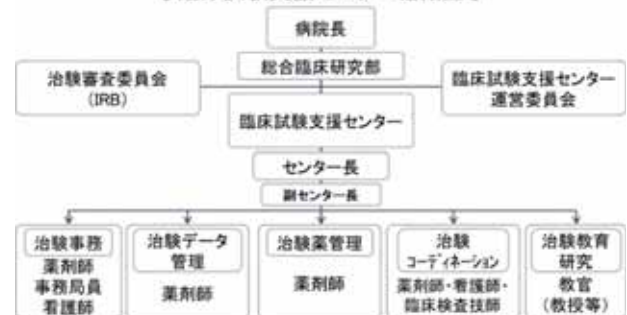 病院長
総合臨床研究部
治験審査委員会
(IRB)
臨床試験支援センター
運営委員会
臨床試験支援センター
センター長
副センター長
治験事務
薬剤師
事務局員
看護師
治験データ
管理
薬剤師
治験薬管理
薬剤師
治験
コーディネーション
薬剤師・看護師・
臨床検査技師
治験教育
研究
教官
(教授等)